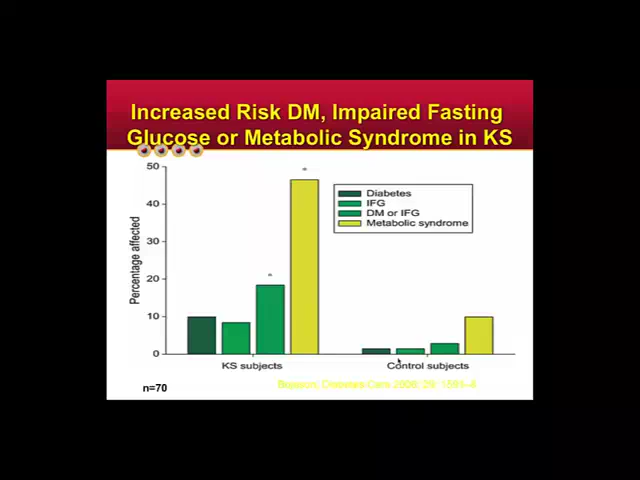 Increased Risk DM, Impaired Fasting
Glucose or Metabolic Syndrome in KS
50
40
30
20
10
0
Percentage affected
*
*
Diabetes
IFG
DM or IFG
Metabolic syndrome
KS subjects
Control subjects
n=70
Diabetes Care 2006; 29: 1591–8